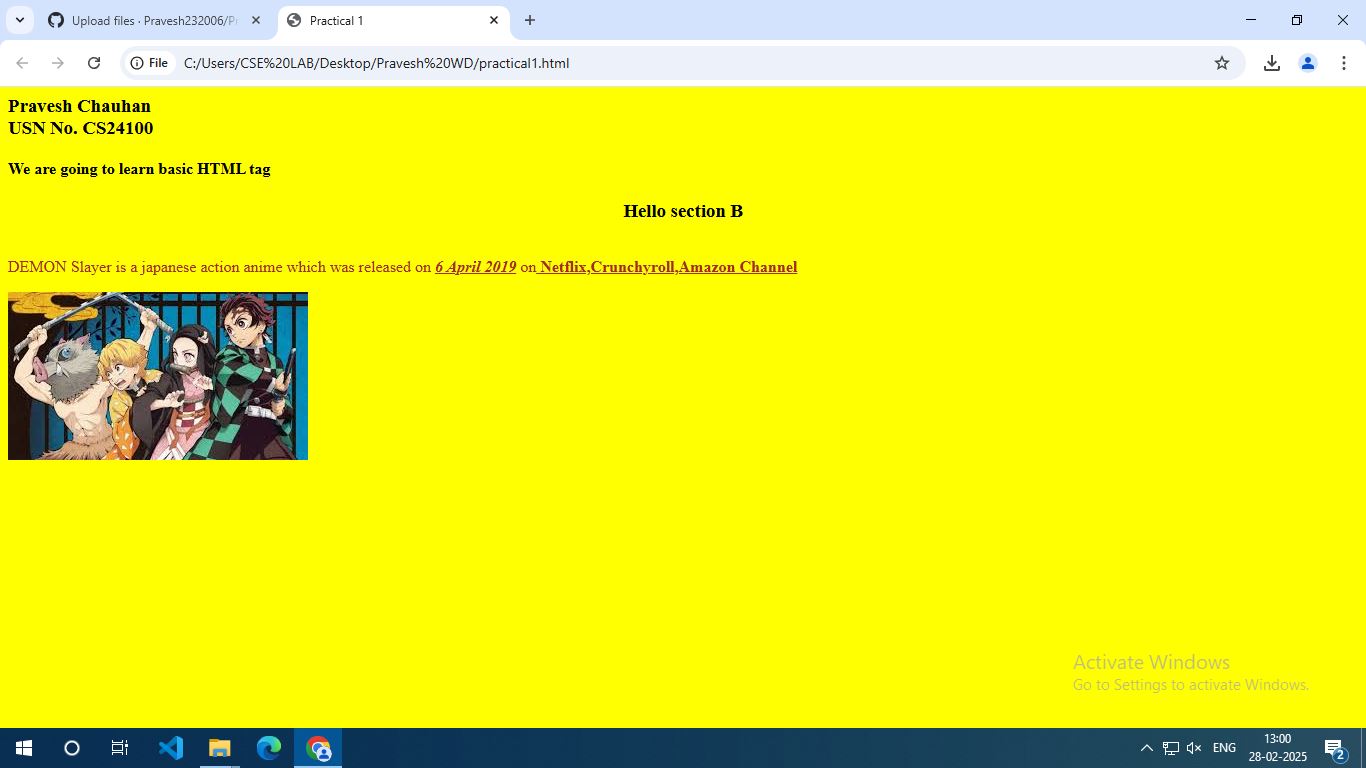 Upload files · Pravesh232006/Pr
Practical 1
File
C:/Users/CSE%20LAB/Desktop/Pravesh%20WD/practical1.html
Pravesh Chauhan
USN No. CS24100
We are going to learn basic HTML tag
Hello section B
DEMON Slayer is a japanese action anime which was released on 6 April 2019 on Netflix,Crunchyroll,Amazon Channel
Activate Windows
Go to Settings to activate Windows.
ENG
13:00
28-02-2025
2